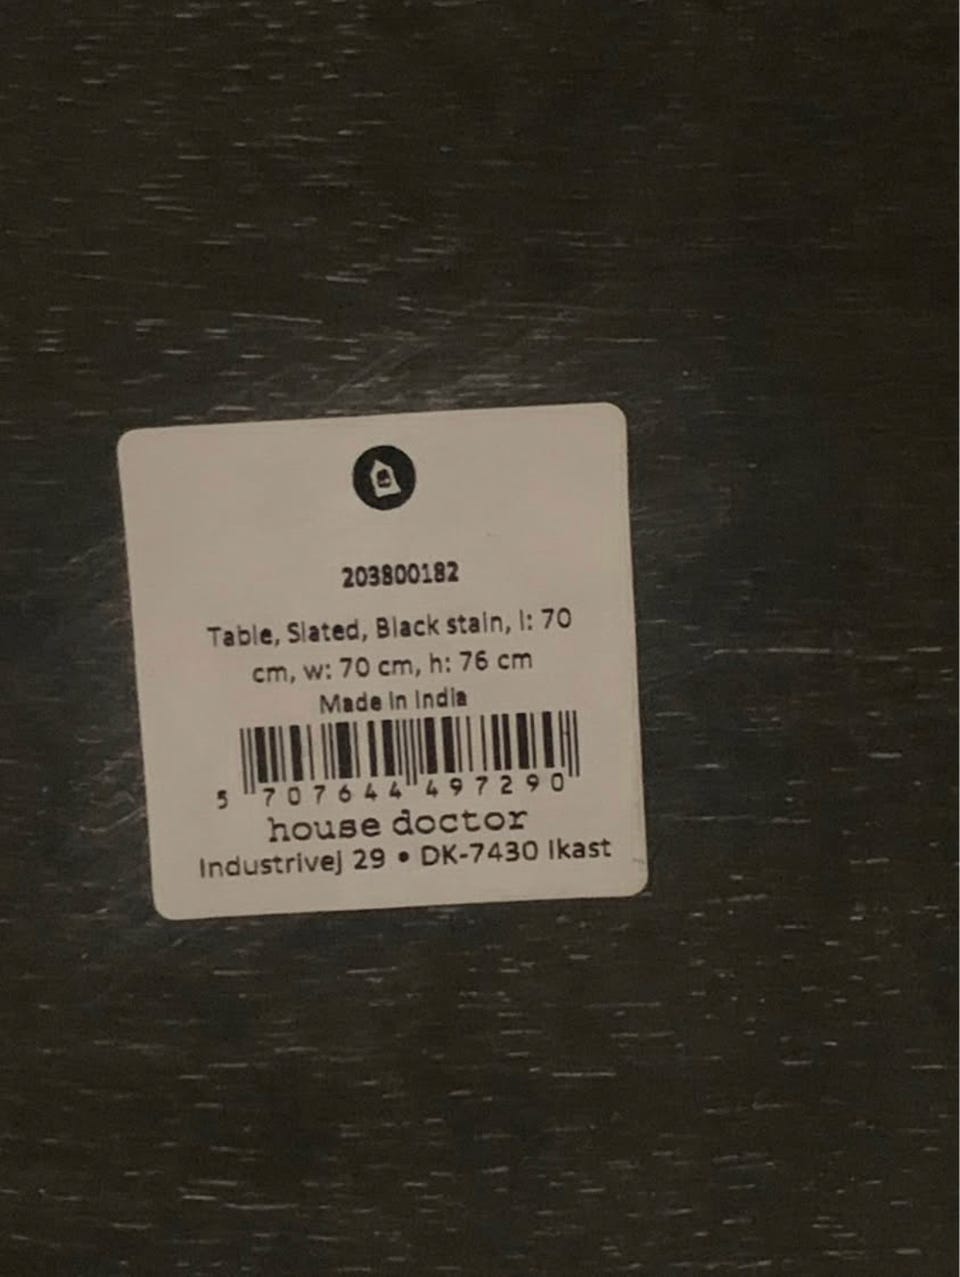 203800182
Table, Slated, Black stain, l: 70
cm, w: 70 cm, h: 76 cm
Made in India
5 707644 497290
house doctor
Industrivej 29 • DK-7430 Ikast